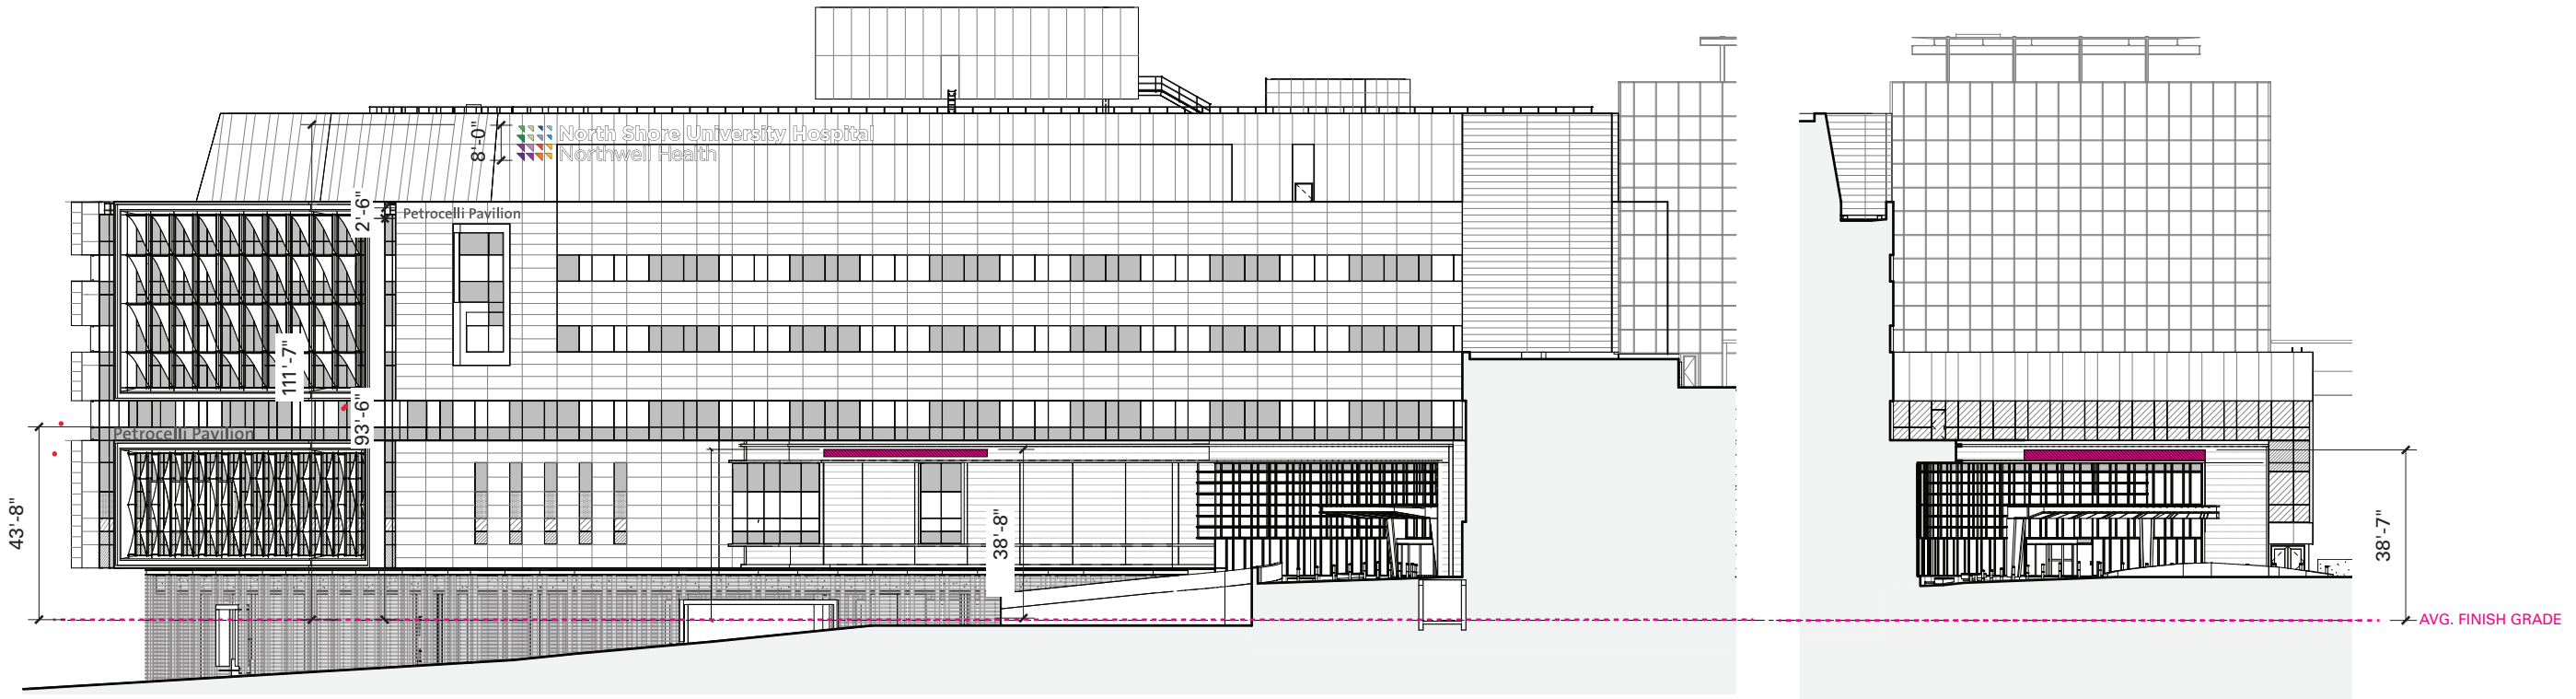 8'-0"
North Shore University Hospital
Northwell Health
2'-6"
Petrocelli Pavilion
111'-7"
93'-6"
Petrocelli Pavilion
43'-8"
38'-8"
38'-7"
AVG. FINISH GRADE